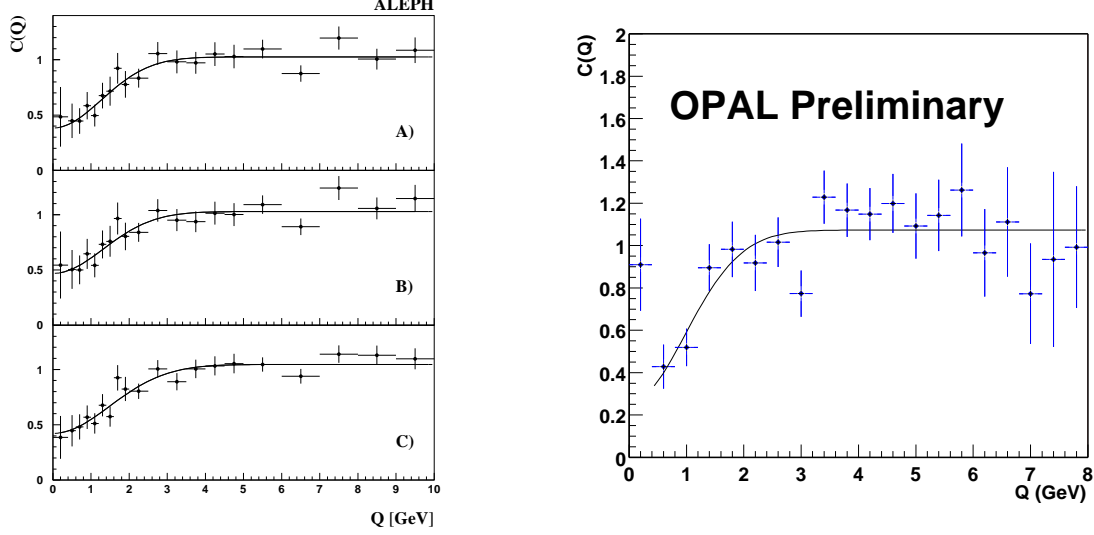 ALEPH
C(Q)
1
0.5
0
A)
1
0.5
0
B)
1
0.5
0
C)
0 1 2 3 4 5 6 7 8 9 10
Q [GeV]
C(Q)
2
1.8
1.6
1.4
1.2
1
0.8
0.6
0.4
0.2
0
OPAL Preliminary
0 1 2 3 4 5 6 7 8
Q (GeV)